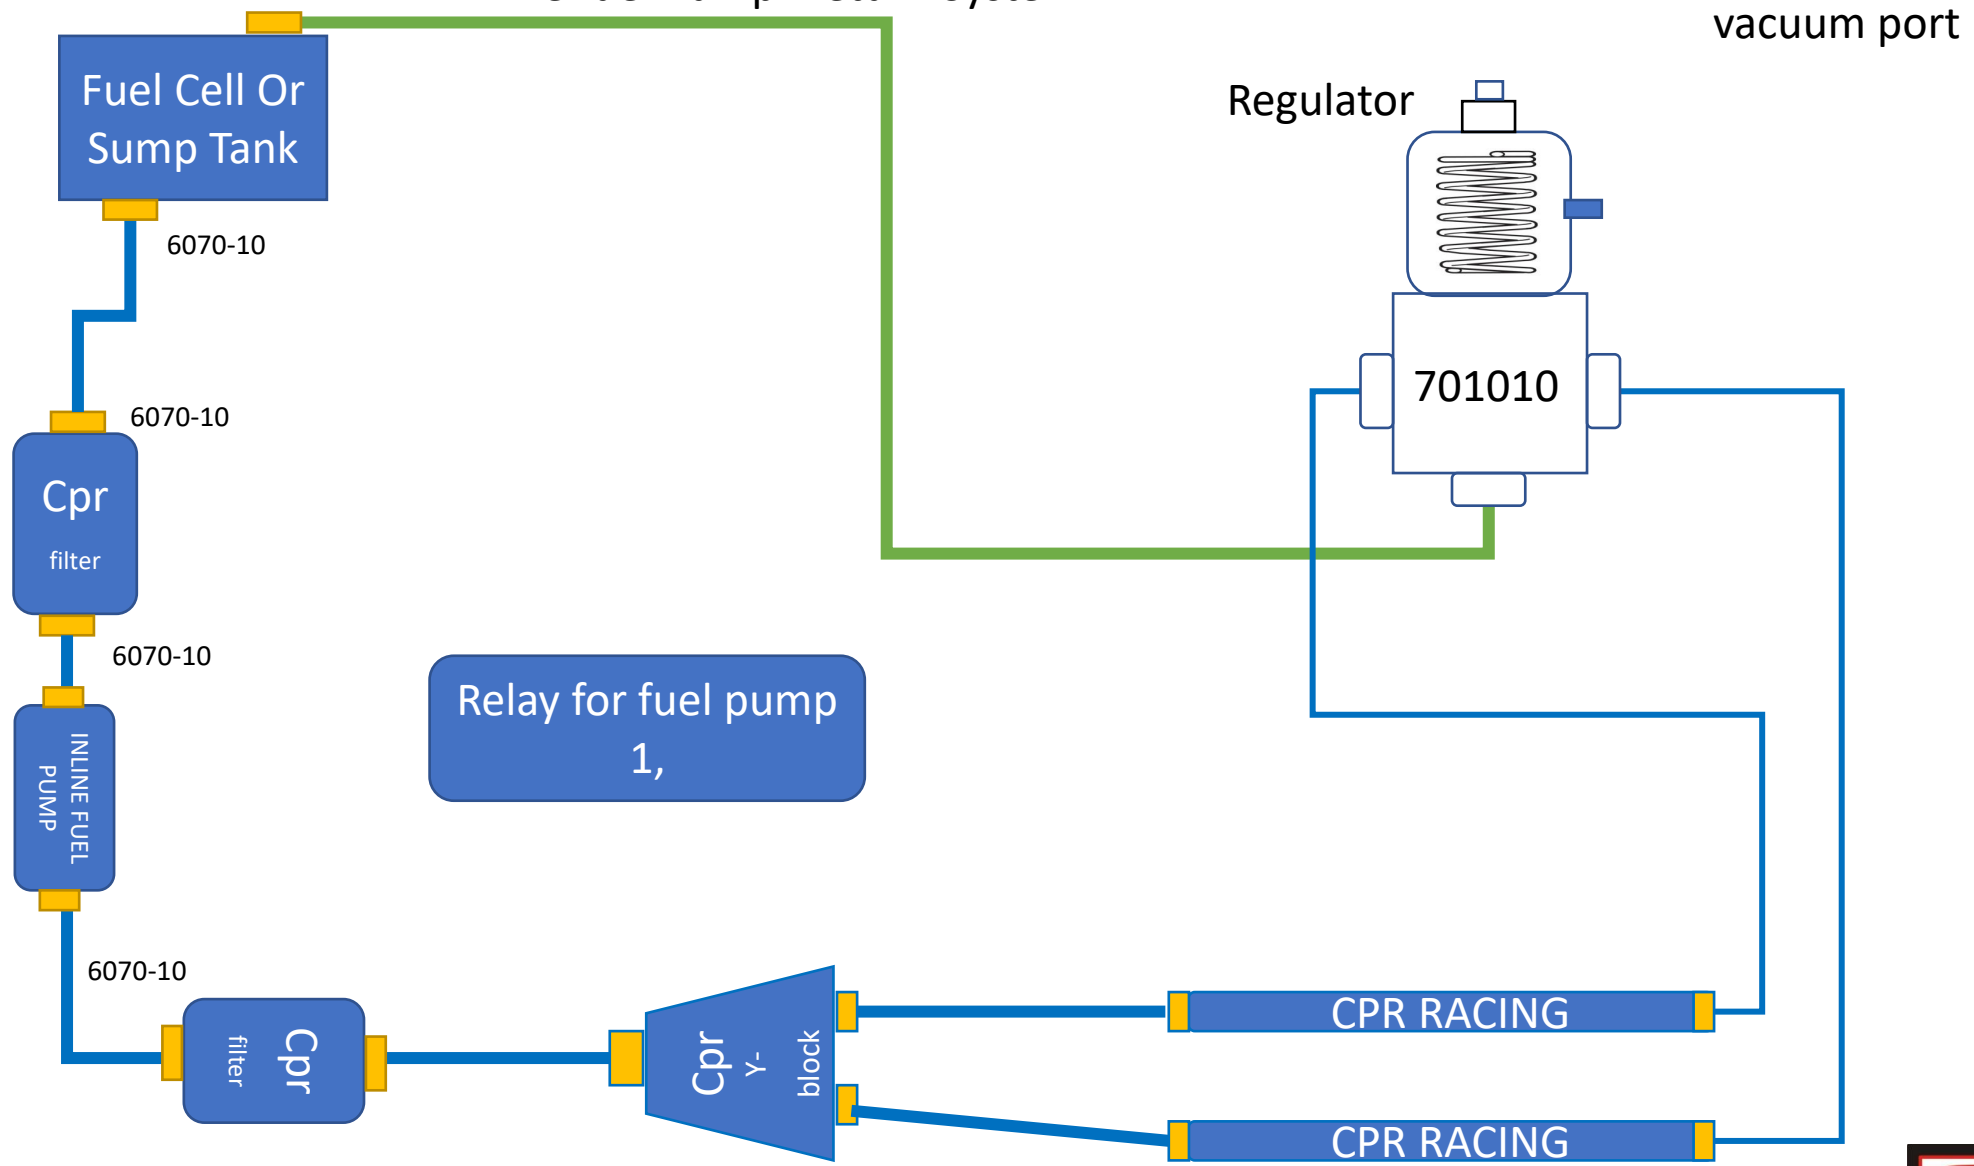 vacuum port
Fuel Cell Or
Sump Tank
Regulator
6070-10
701010
6070-10
Cpr
filter
6070-10
Relay for fuel pump
1,
INLINE FUEL
PUMP
6070-10
Cpr
filter
Cpr
Y-
block
CPR RACING
CPR RACING